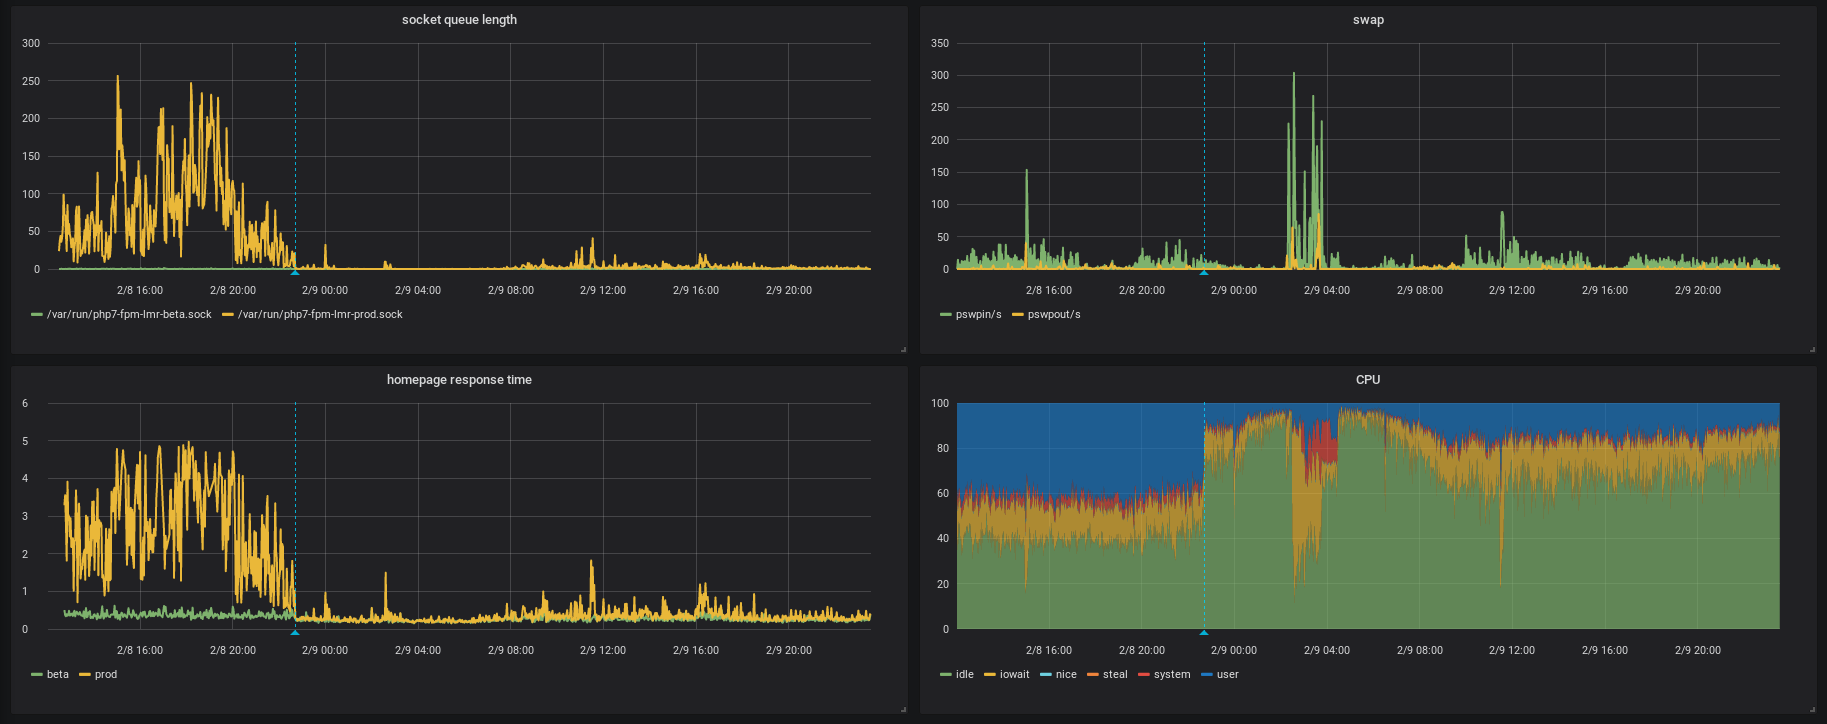 socket queue length
300
250
200
150
100
50
0
2/8 16:00 2/8 20:00 2/9 00:00 2/9 04:00 2/9 08:00 2/9 12:00 2/9 16:00 2/9 20:00
/var/run/php7-fpm-lmr-beta.sock /var/run/php7-fpm-lmr-prod.sock
swap
350
300
250
200
150
100
50
0
2/8 16:00 2/8 20:00 2/9 00:00 2/9 04:00 2/9 08:00 2/9 12:00 2/9 16:00 2/9 20:00
pswpin/s pswpout/s
homepage response time
6
5
4
3
2
1
0
2/8 16:00 2/8 20:00 2/9 00:00 2/9 04:00 2/9 08:00 2/9 12:00 2/9 16:00 2/9 20:00
beta prod
CPU
100
80
60
40
20
0
2/8 16:00 2/8 20:00 2/9 00:00 2/9 04:00 2/9 08:00 2/9 12:00 2/9 16:00 2/9 20:00
idle iowait nice steal system user